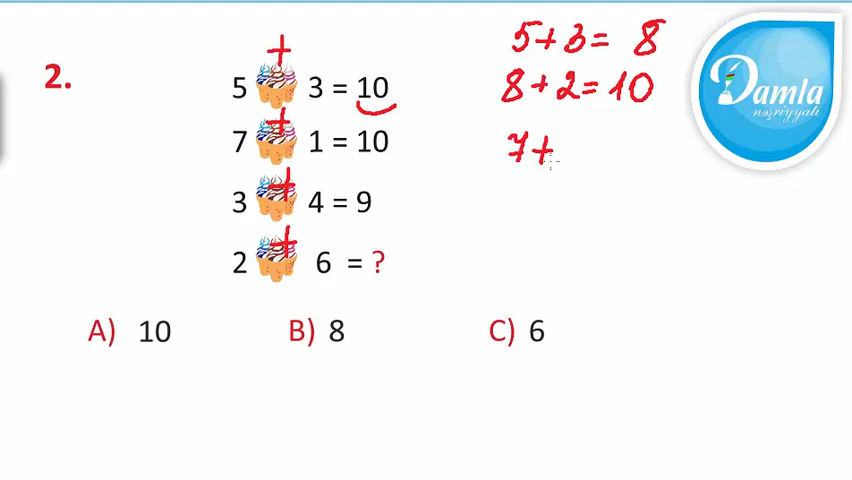 2.
5 + 3 = 10
7 + 1 = 10
3 + 4 = 9
2 + 6 = ?
A) 10 B) 8 C) 6
5+3= 8
8+2=10
7+
Damla
nəşriyyatı